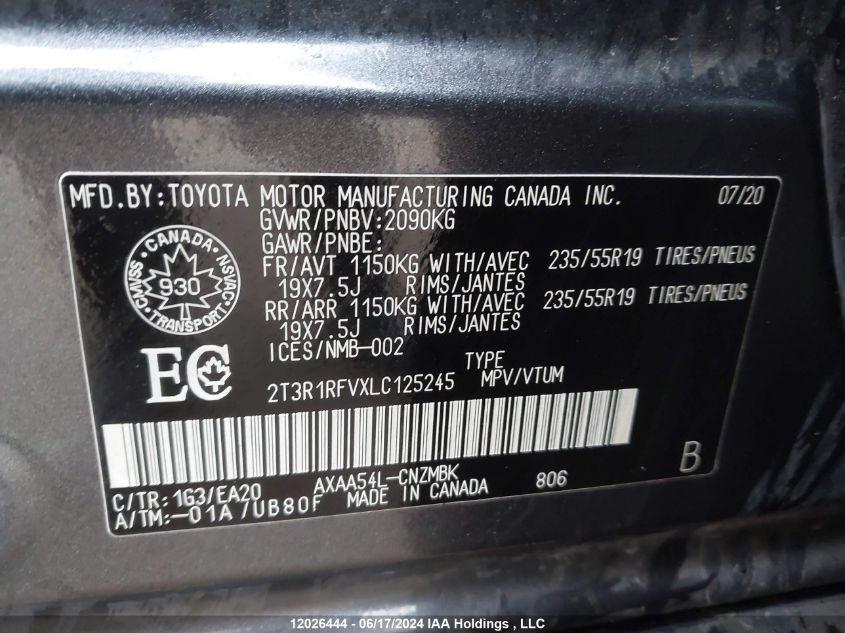 MFD.BY:TOYOTA MOTOR MANUFACTURING CANADA INC. 07/20
GVWR/PNBV:2090KG
GAWR/PNBE:
FR/AVT 1150KG WITH/AVEC 235/55R19 TIRES/PNEUS
19X7.5J RIMS/JANTES
RR/ARR 1150KG WITH/AVEC 235/55R19 TIRES/PNEUS
19X7.5J RIMS/JANTES
ICES/NMB-002
CANADA
CMVSS
930
NSVAC
TRANSPORT
EC
TYPE
2T3R1RFVXLC125245 MPV/VTUM
B
C/TR: 1G3/EA20 AXAA54L-CNZMBK 806
A/TM:-01A/UB80F MADE IN CANADA
12026444 - 06/17/2024 IAA Holdings , LLC